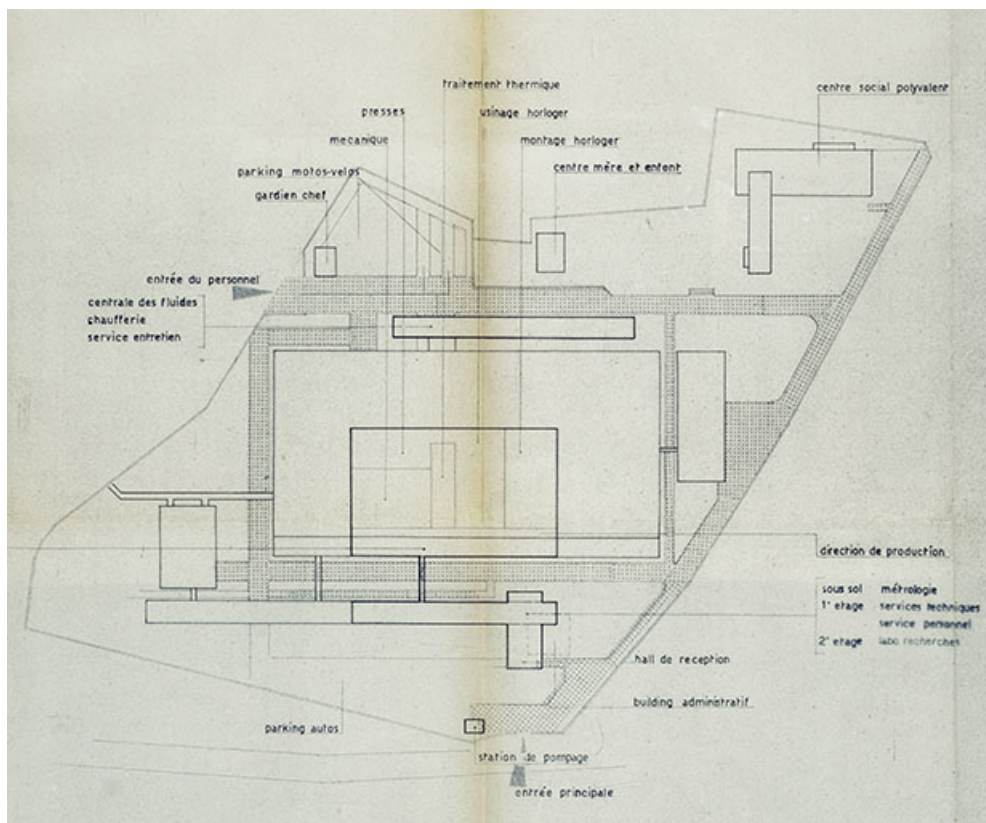 traitement thermique
centre social polyvalent
presses
usinage horloger
mecanique
montage horloger
parking motos-velos
centre mère et enfant
gardien chef
entrée du personnel
centrale des fluides
chaufferie
service entretien
direction de production
sous sol métrologie
1° etage services techniques
service personnel
2° etage labo. recherches
hall de reception
building administratif
parking autos
station de pompage
entrée principale